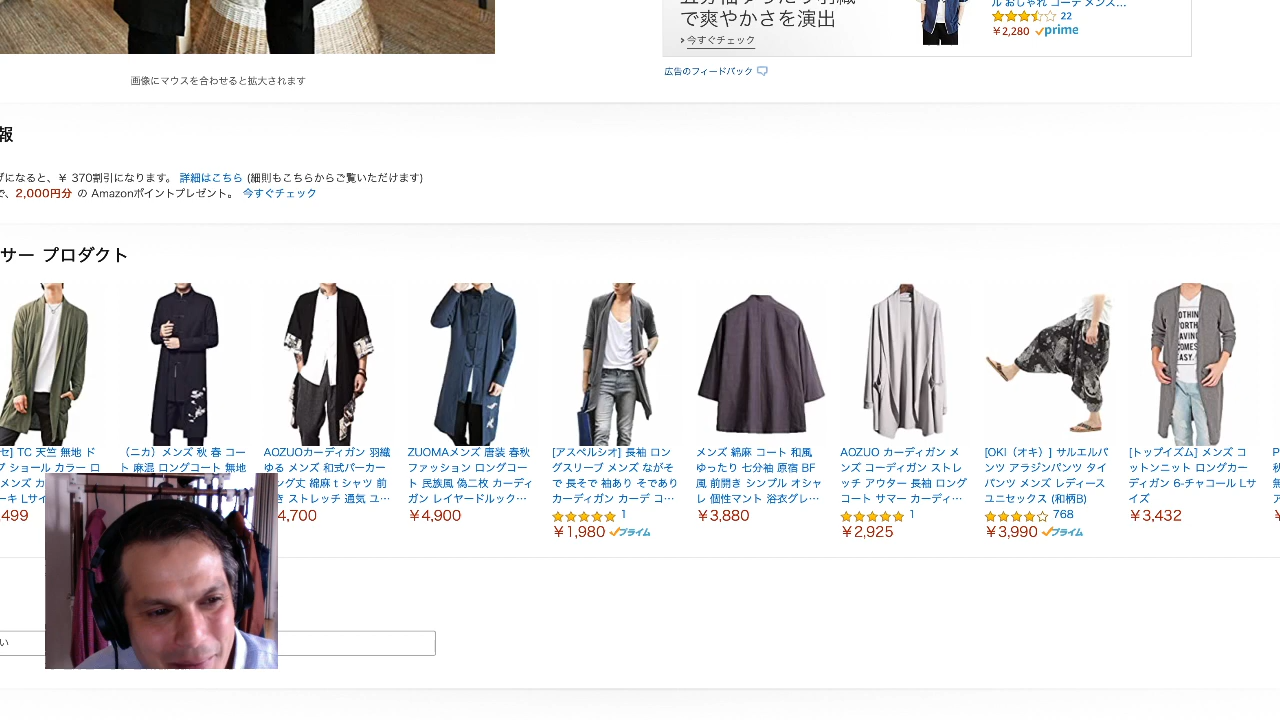 で爽やかさを演出
›今すぐチェック
ル おしゃれ コーデ メンズ…
22
￥2,280 prime
広告のフィードバック
画像にマウスを合わせると拡大されます
報
になると、￥ 370割引になります。 詳細はこちら (細則もこちらからご覧いただけます)
で、2,000円分 の Amazonポイントプレゼント。 今すぐチェック
サー プロダクト
セ] TC 天竺 無地 ド
ショール カラー ロ
メンズ カ
ーキ Lサイ
499
（ニカ）メンズ 秋 春 コー
ト 麻混 ロングコート 無地
AOZUOカーディガン 羽織
ゆる メンズ 和式パーカー
ング丈 綿麻 t シャツ 前
き ストレッチ 通気 ユ…
4,700
ZUOMAメンズ 唐装 春秋
ファッション ロングコー
ト 民族風 偽二枚 カーディ
ガン レイヤードルック…
￥4,900
[アスペルシオ] 長袖 ロン
グスリーブ メンズ ながそ
で 長そで 袖あり そであり
カーディガン カーデ コ…
1
￥1,980 プライム
メンズ 綿麻 コート 和風
ゆったり 七分袖 原宿 BF
風 前開き シンプル オシャ
レ 個性マント 浴衣グレ…
￥3,880
AOZUO カーディガン メ
ンズ コーディガン ストレ
ッチ アウター 長袖 ロング
コート サマー カーディ…
1
￥2,925
[OKI（オキ）] サルエルパ
ンツ アラジンパンツ タイ
パンツ メンズ レディース
ユニセックス (和柄B)
768
￥3,990 プライム
[トップイズム] メンズ コ
ットンニット ロングカー
ディガン 6-チャコール Lサ
イズ
￥3,432
OTHIN
ORTH
AVING
COMES
EASY.
い